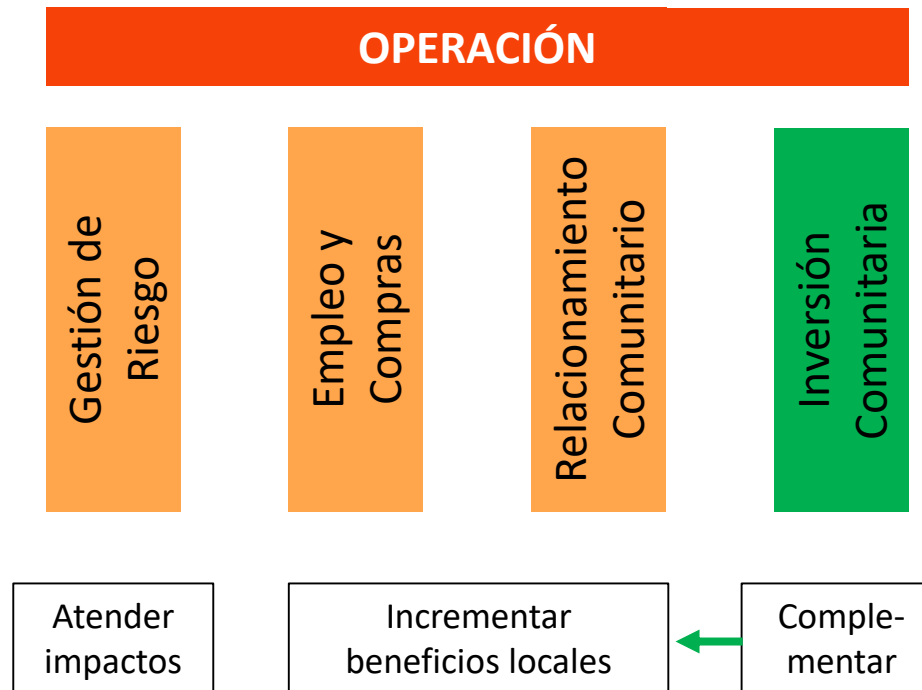 OPERACIÓN
Gestión de
Riesgo
Empleo y
Compras
Relacionamiento
Comunitario
Inversión
Comunitaria
Atender
impactos
Incrementar
beneficios locales
Comple-
mentar